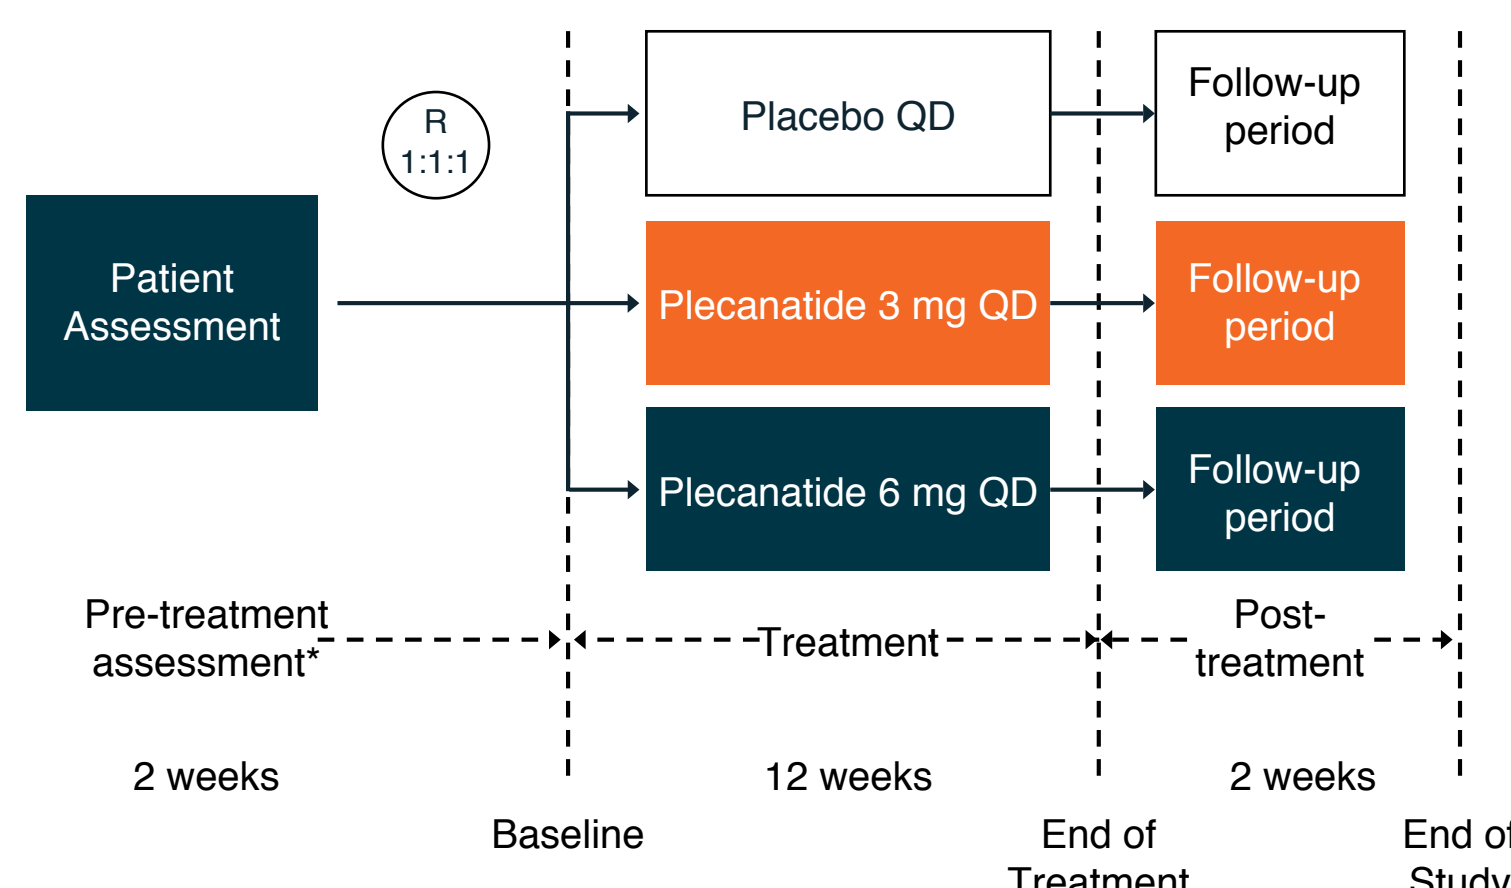 R
1:1:1
Patient
Assessment
Placebo QD
Follow-up
period
Plecanatide 3 mg QD
Follow-up
period
Plecanatide 6 mg QD
Follow-up
period
Pre-treatment
assessment*
Treatment
Post-
treatment
2 weeks
12 weeks
2 weeks
Baseline
End of
Treatment
End of
Study